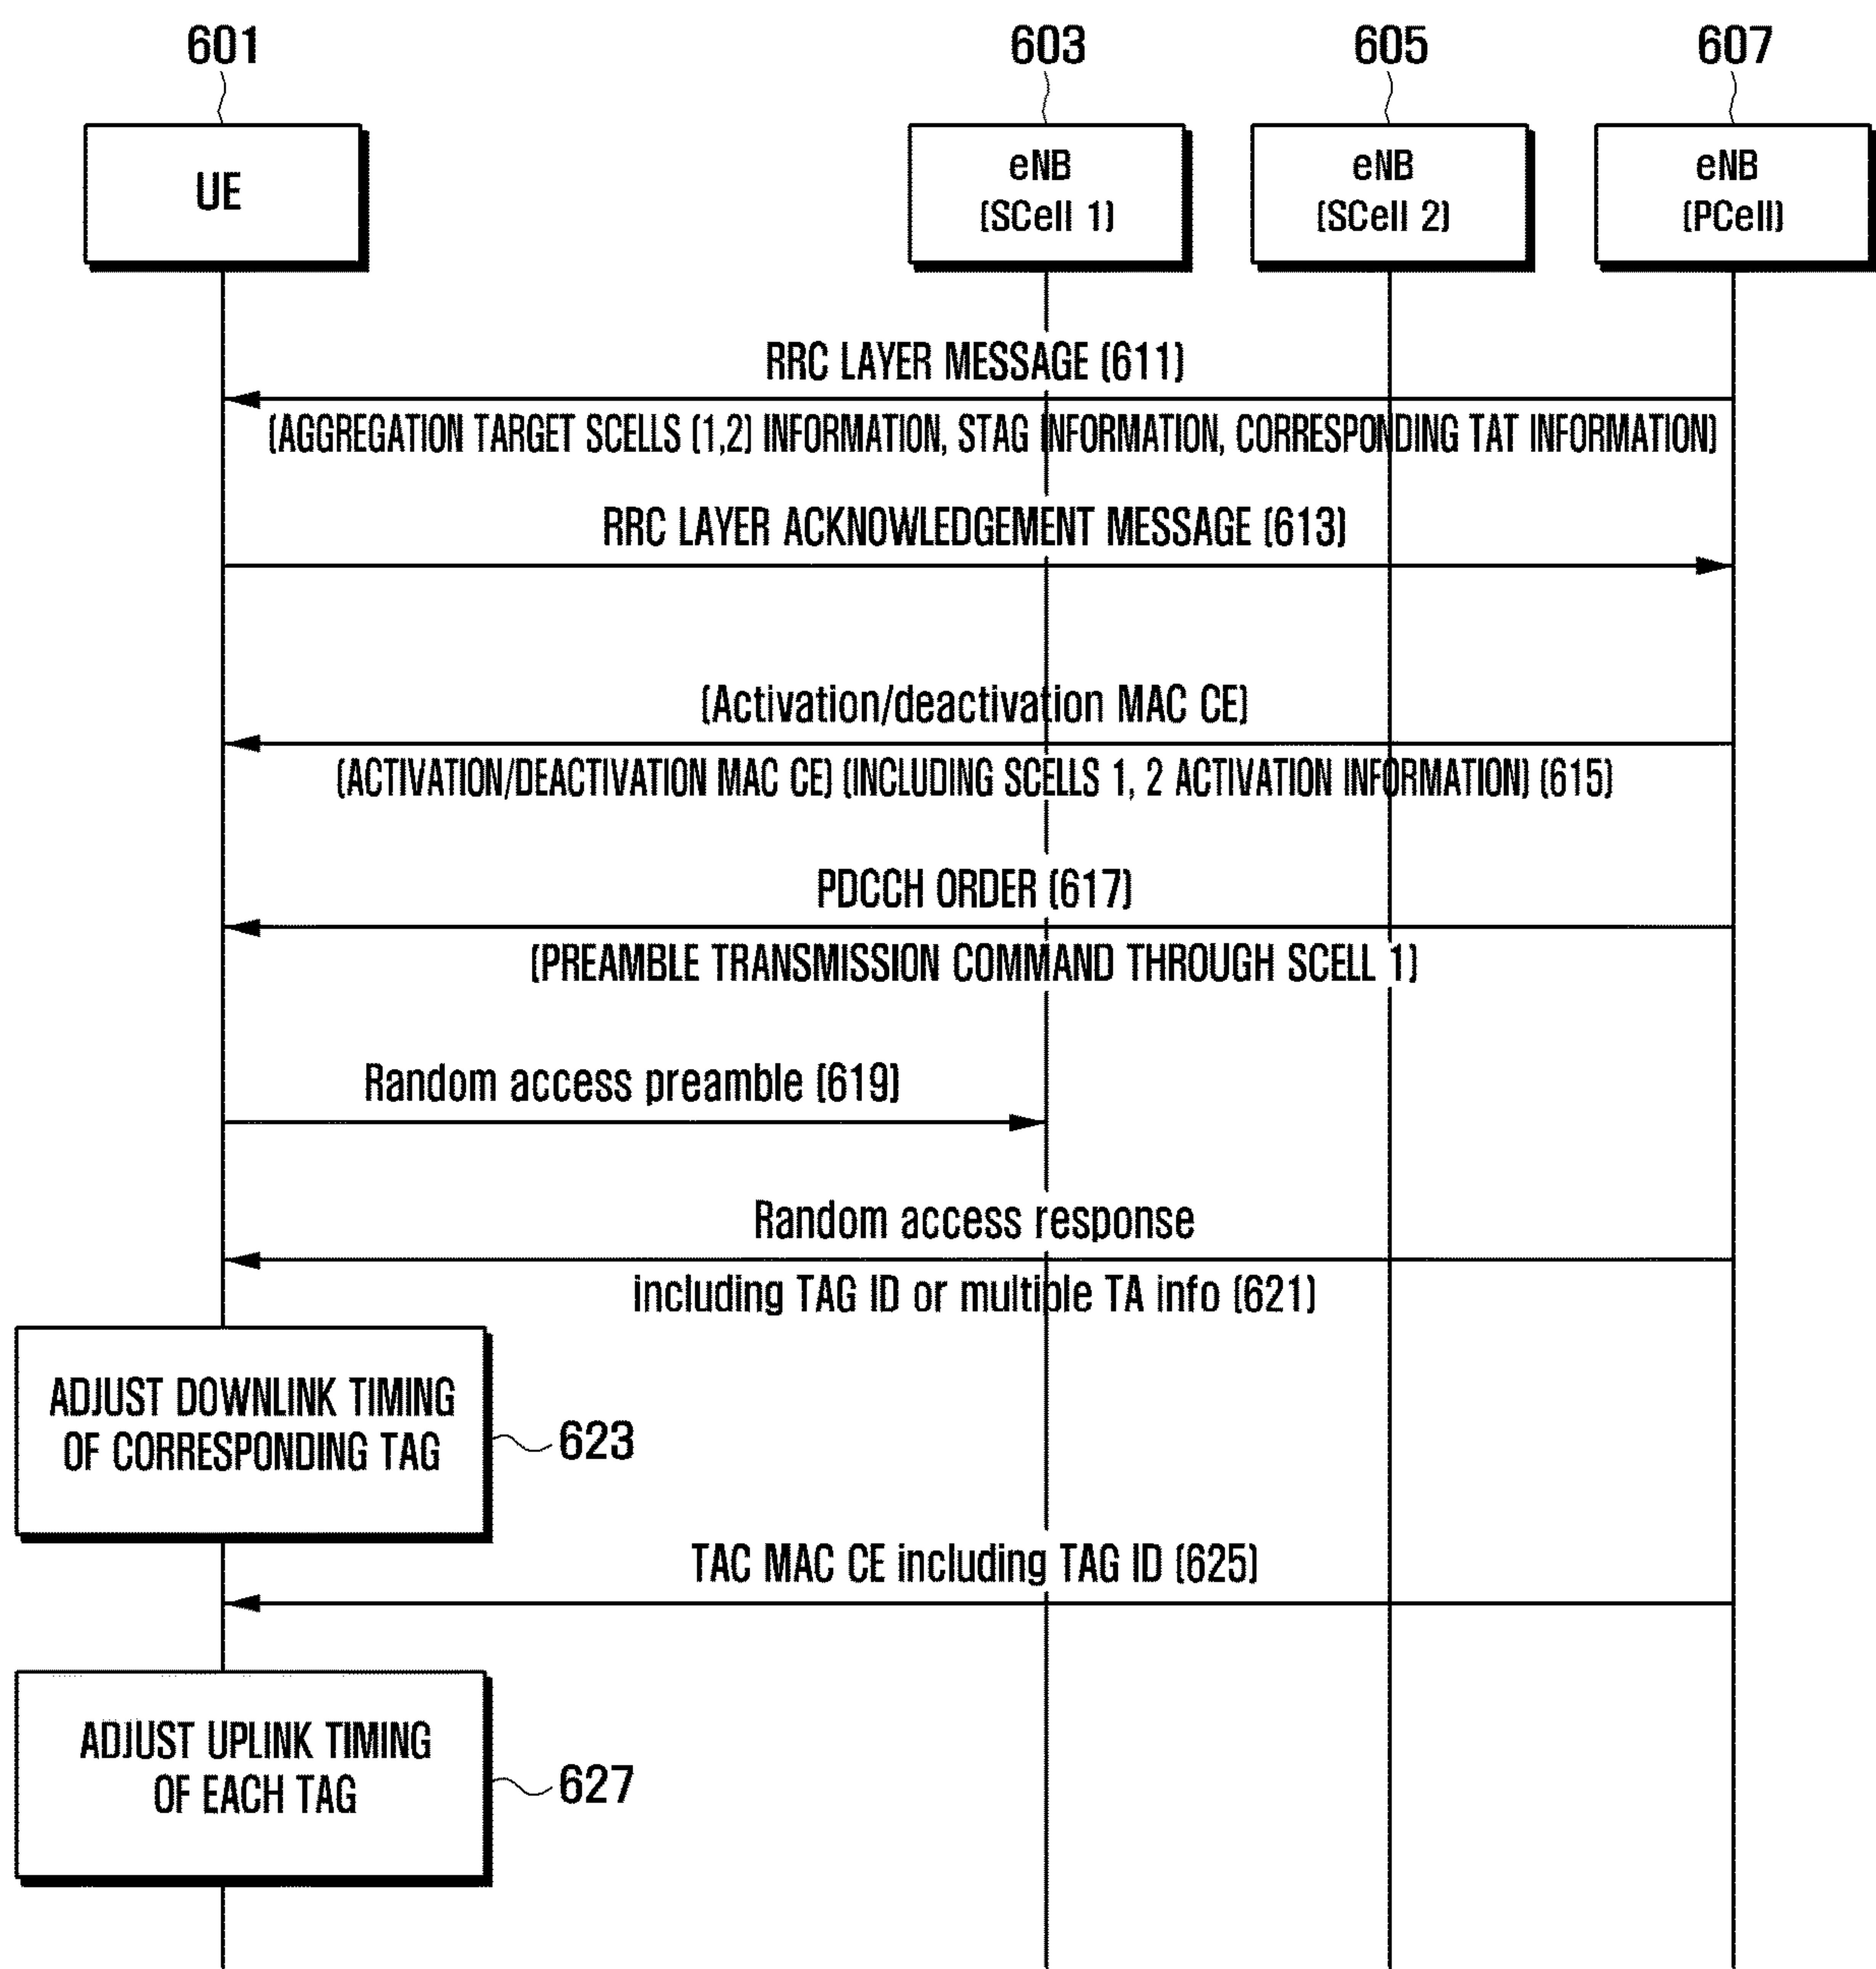 601
603
605
607
UE
eNB
(SCell 1)
eNB
(SCell 2)
eNB
(PCell)
RRC LAYER MESSAGE (611)
(AGGREGATION TARGET SCELLS (1,2) INFORMATION, STAG INFORMATION, CORRESPONDING TAT INFORMATION)
RRC LAYER ACKNOWLEDGEMENT MESSAGE (613)
(Activation/deactivation MAC CE)
(ACTIVATION/DEACTIVATION MAC CE) (INCLUDING SCELLS 1, 2 ACTIVATION INFORMATION) (615)
PDCCH ORDER (617)
(PREAMBLE TRANSMISSION COMMAND THROUGH SCELL 1)
Random access preamble (619)
Random access response
including TAG ID or multiple TA info (621)
ADJUST DOWNLINK TIMING
OF CORRESPONDING TAG
623
TAC MAC CE including TAG ID (625)
ADJUST UPLINK TIMING
OF EACH TAG
627